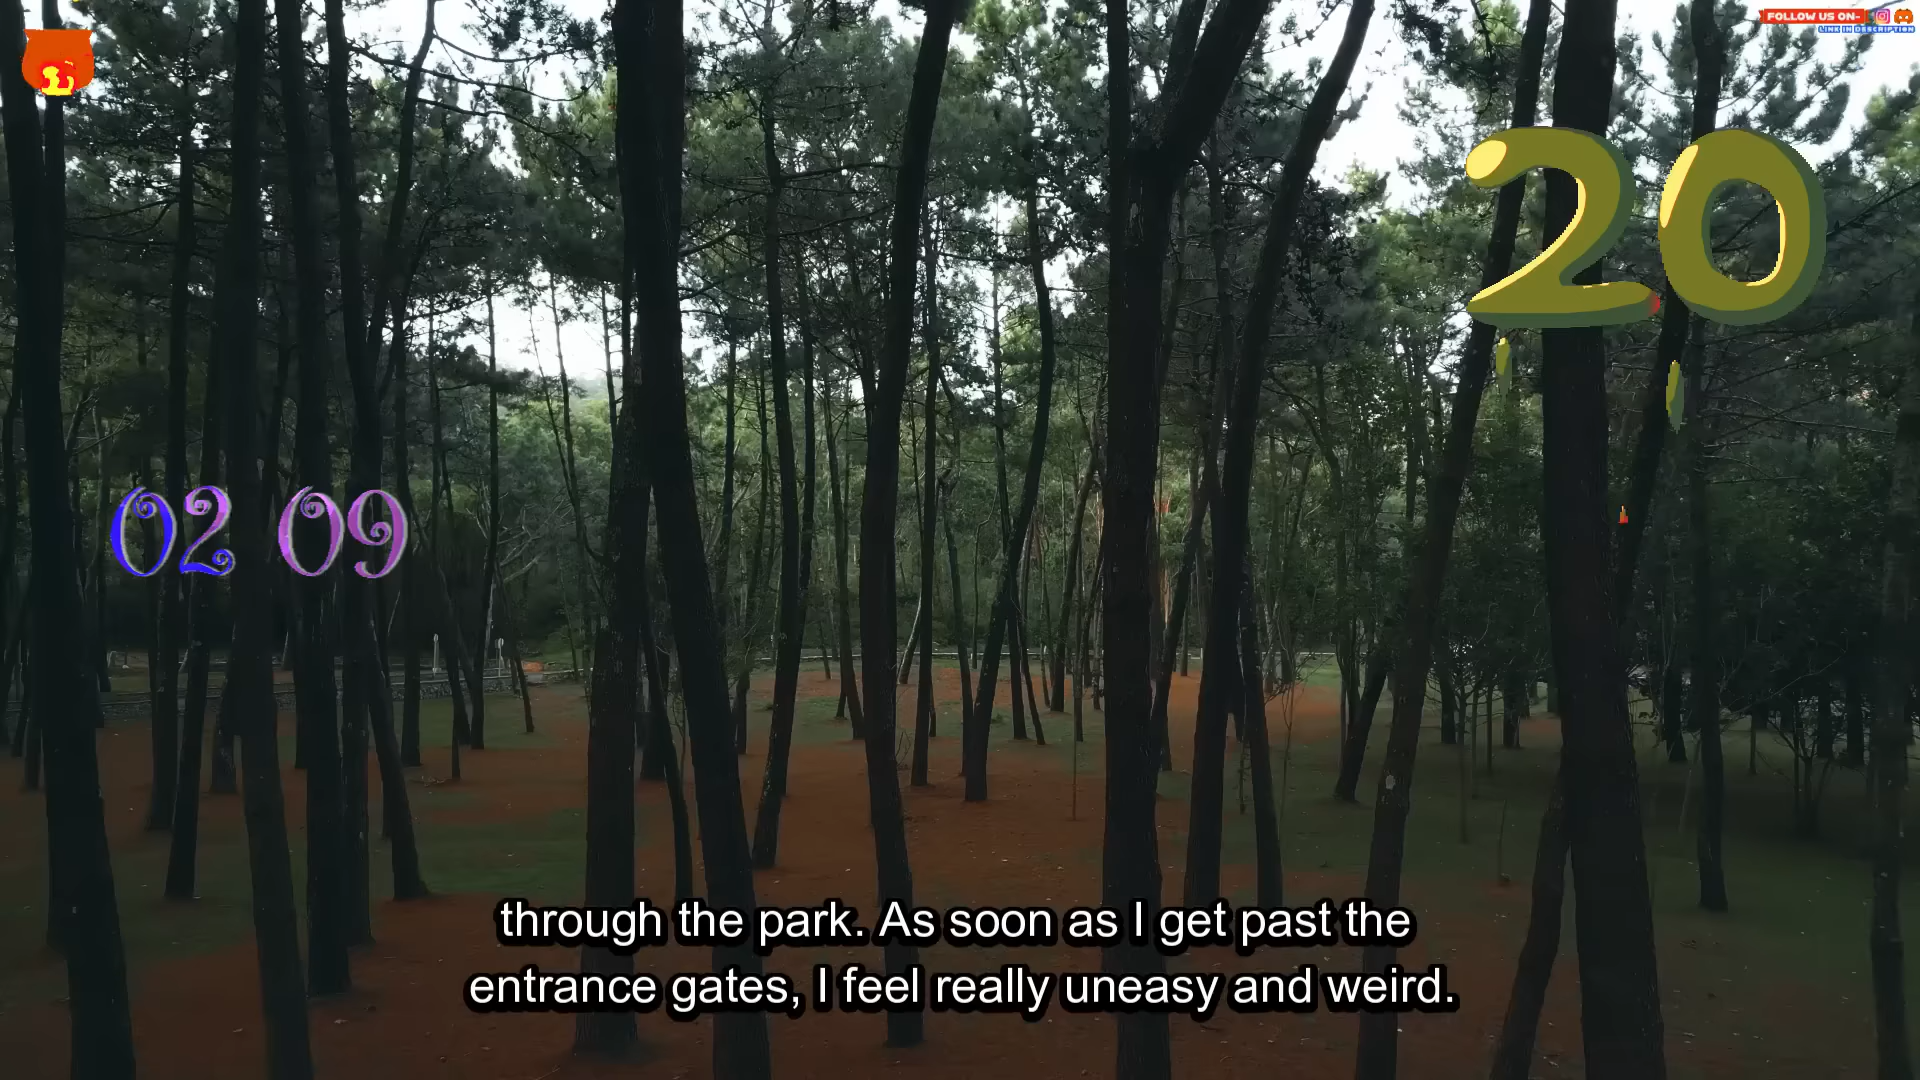 FOLLOW US ON-
LINK IN DESCRIPTION
20
02 09
through the park. As soon as I get past the
entrance gates, I feel really uneasy and weird.